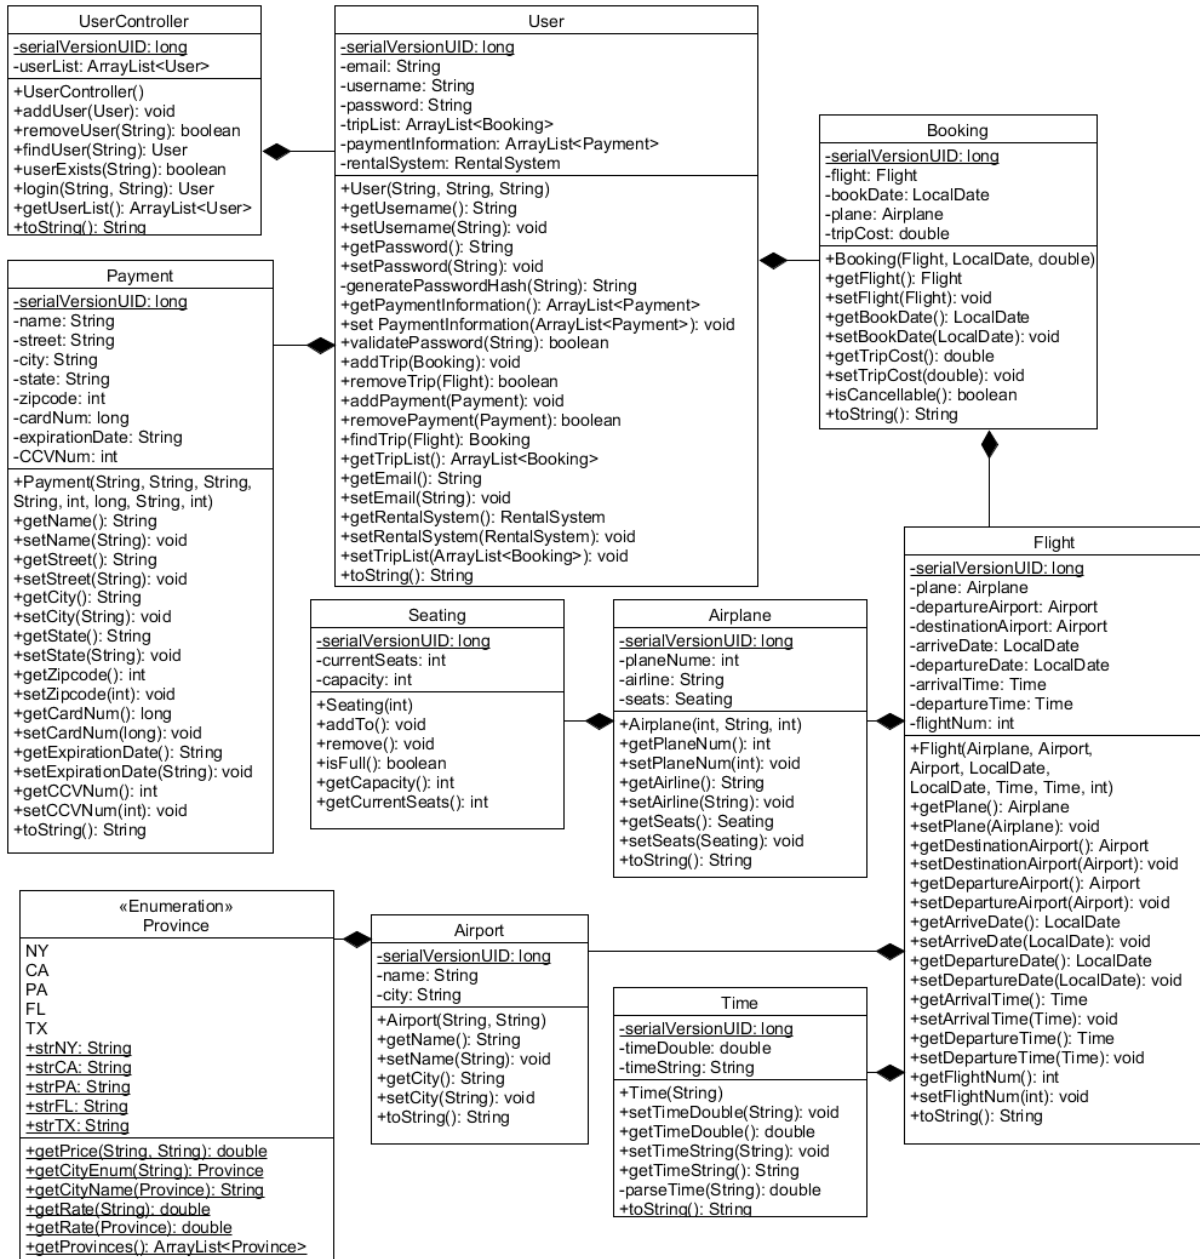 UserController
-serialVersionUID: long
-userList: ArrayList<User>
+UserController()
+addUser(User): void
+removeUser(String): boolean
+findUser(String): User
+userExists(String): boolean
+login(String, String): User
+getUserList(): ArrayList<User>
+toString(): String
User
-serialVersionUID: long
-email: String
-username: String
-password: String
-tripList: ArrayList<Booking>
-paymentInformation: ArrayList<Payment>
-rentalSystem: RentalSystem
+User(String, String, String)
+getUsername(): String
+setUsername(String): void
+getPassword(): String
+setPassword(String): void
-generatePasswordHash(String): String
+getPaymentInformation(): ArrayList<Payment>
+set PaymentInformation(ArrayList<Payment>): void
+validatePassword(String): boolean
+addTrip(Booking): void
+removeTrip(Flight): boolean
+addPayment(Payment): void
+removePayment(Payment): boolean
+findTrip(Flight): Booking
+getTripList(): ArrayList<Booking>
+getEmail(): String
+setEmail(String): void
+getRentalSystem(): RentalSystem
+setRentalSystem(RentalSystem): void
+setTripList(ArrayList<Booking>): void
+toString(): String
Booking
-serialVersionUID: long
-flight: Flight
-bookDate: LocalDate
-plane: Airplane
-tripCost: double
+Booking(Flight, LocalDate, double)
+getFlight(): Flight
+setFlight(Flight): void
+getBookDate(): LocalDate
+setBookDate(LocalDate): void
+getTripCost(): double
+setTripCost(double): void
+isCancellable(): boolean
+toString(): String
Payment
-serialVersionUID: long
-name: String
-street: String
-city: String
-state: String
-zipcode: int
-cardNum: long
-expirationDate: String
-CCVNum: int
+Payment(String, String, String,
String, int, long, String, int)
+getName(): String
+setName(String): void
+getStreet(): String
+setStreet(String): void
+getCity(): String
+setCity(String): void
+getState(): String
+setState(String): void
+getZipcode(): int
+setZipcode(int): void
+getCardNum(): long
+setCardNum(long): void
+getExpirationDate(): String
+setExpirationDate(String): void
+getCCVNum(): int
+setCCVNum(int): void
+toString(): String
Seating
-serialVersionUID: long
-currentSeats: int
-capacity: int
+Seating(int)
+addTo(): void
+remove(): void
+isFull(): boolean
+getCapacity(): int
+getCurrentSeats(): int
Airplane
-serialVersionUID: long
-planeNume: int
-airline: String
-seats: Seating
+Airplane(int, String, int)
+getPlaneNum(): int
+setPlaneNum(int): void
+getAirline(): String
+setAirline(String): void
+getSeats(): Seating
+setSeats(Seating): void
+toString(): String
Flight
-serialVersionUID: long
-plane: Airplane
-departureAirport: Airport
-destinationAirport: Airport
-arriveDate: LocalDate
-departureDate: LocalDate
-arrivalTime: Time
-departureTime: Time
-flightNum: int
+Flight(Airplane, Airport,
Airport, LocalDate,
LocalDate, Time, Time, int)
+getPlane(): Airplane
+setPlane(Airplane): void
+getDestinationAirport(): Airport
+setDestinationAirport(Airport): void
+getDepartureAirport(): Airport
+setDepartureAirport(Airport): void
+getArriveDate(): LocalDate
+setArriveDate(LocalDate): void
+getDepartureDate(): LocalDate
+setDepartureDate(LocalDate): void
+getArrivalTime(): Time
+setArrivalTime(Time): void
+getDepartureTime(): Time
+setDepartureTime(Time): void
+getFlightNum(): int
+setFlightNum(int): void
+toString(): String
«Enumeration»
Province
NY
CA
PA
FL
TX
+strNY: String
+strCA: String
+strPA: String
+strFL: String
+strTX: String
+getPrice(String, String): double
+getCityEnum(String): Province
+getCityName(Province): String
+getRate(String): double
+getRate(Province): double
+getProvinces(): ArrayList<Province>
Airport
-serialVersionUID: long
-name: String
-city: String
+Airport(String, String)
+getName(): String
+setName(String): void
+getCity(): String
+setCity(String): void
+toString(): String
Time
-serialVersionUID: long
-timeDouble: double
-timeString: String
+Time(String)
+setTimeDouble(String): void
+getTimeDouble(): double
+setTimeString(String): void
+getTimeString(): String
-parseTime(String): double
+toString(): String